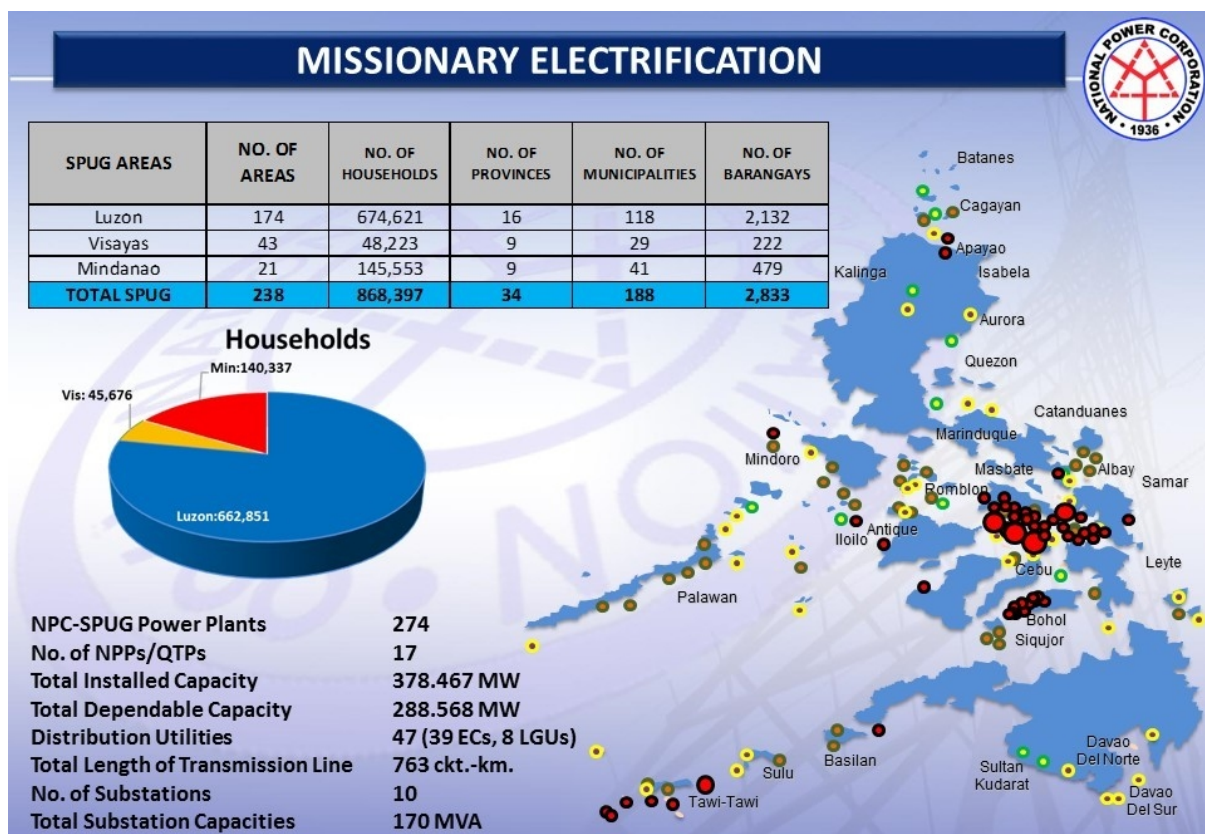 MISSIONARY ELECTRIFICATION
NATIONAL POWER CORPORATION
• 1936 •
SPUG AREAS NO. OF AREAS NO. OF HOUSEHOLDS NO. OF PROVINCES NO. OF MUNICIPALITIES NO. OF BARANGAYS
Luzon 174 674,621 16 118 2,132
Visayas 43 48,223 9 29 222
Mindanao 21 145,553 9 41 479
TOTAL SPUG 238 868,397 34 188 2,833
Households
Min:140,337
Vis: 45,676
Luzon:662,851
NPC-SPUG Power Plants 274
No. of NPPs/QTPs 17
Total Installed Capacity 378.467 MW
Total Dependable Capacity 288.568 MW
Distribution Utilities 47 (39 ECs, 8 LGUs)
Total Length of Transmission Line 763 ckt.-km.
No. of Substations 10
Total Substation Capacities 170 MVA
Batanes
Cagayan
Apayao
Kalinga
Isabela
Aurora
Quezon
Catanduanes
Marinduque
Mindoro
Masbate
Albay
Samar
Romblon
Antique
Iloilo
Leyte
Cebu
Palawan
Bohol
Siqujor
Davao
Del Norte
Basilan
Sultan
Kudarat
Sulu
Davao
Del Sur
Tawi-Tawi